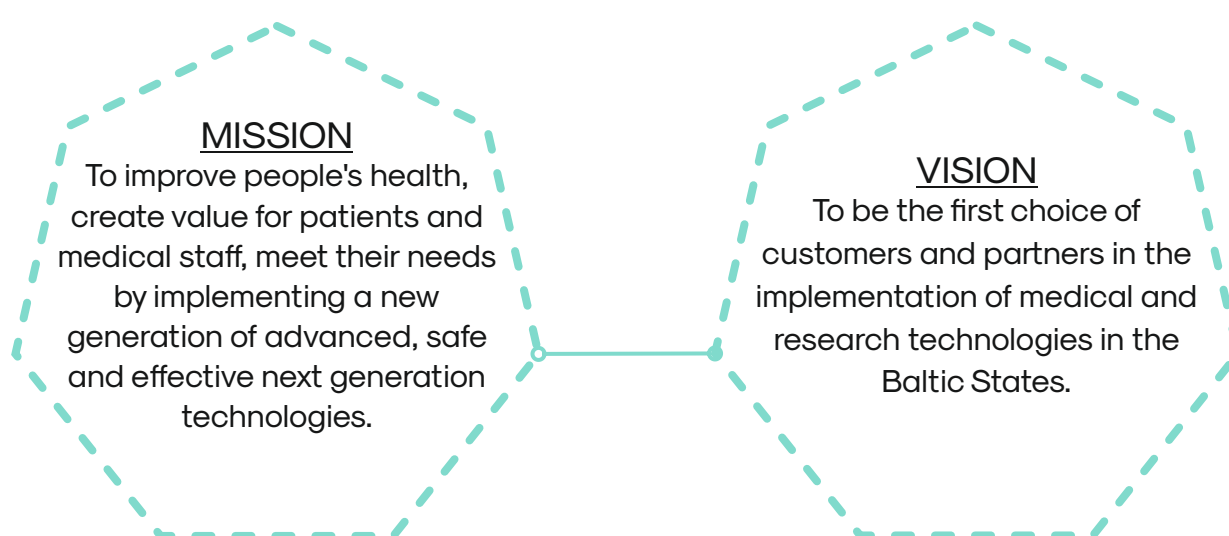 MISSION
To improve people's health,
create value for patients and
medical staff, meet their needs
by implementing a new
generation of advanced, safe
and effective next generation
technologies.
VISION
To be the first choice of
customers and partners in the
implementation of medical and
research technologies in the
Baltic States.